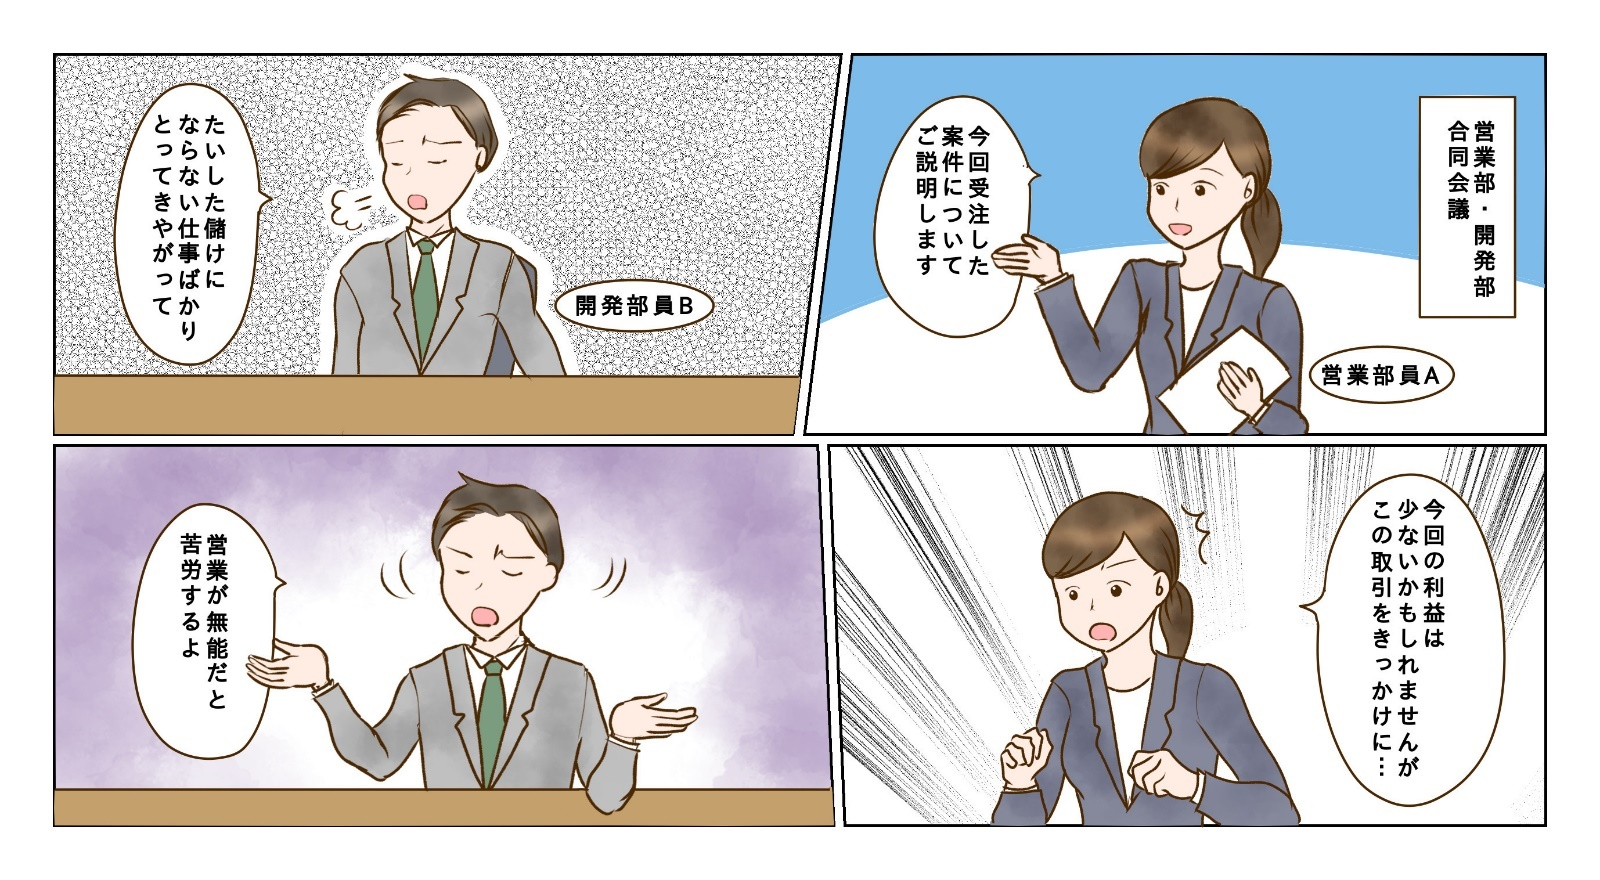 営業部・開発部
合同会議
今回受注した
案件について
ご説明します
営業部員A
たいした儲けに
ならない仕事ばかり
とってきやがって
開発部員B
今回の利益は
少ないかもしれませんが
この取引をきっかけに…
営業が無能だと
苦労するよ